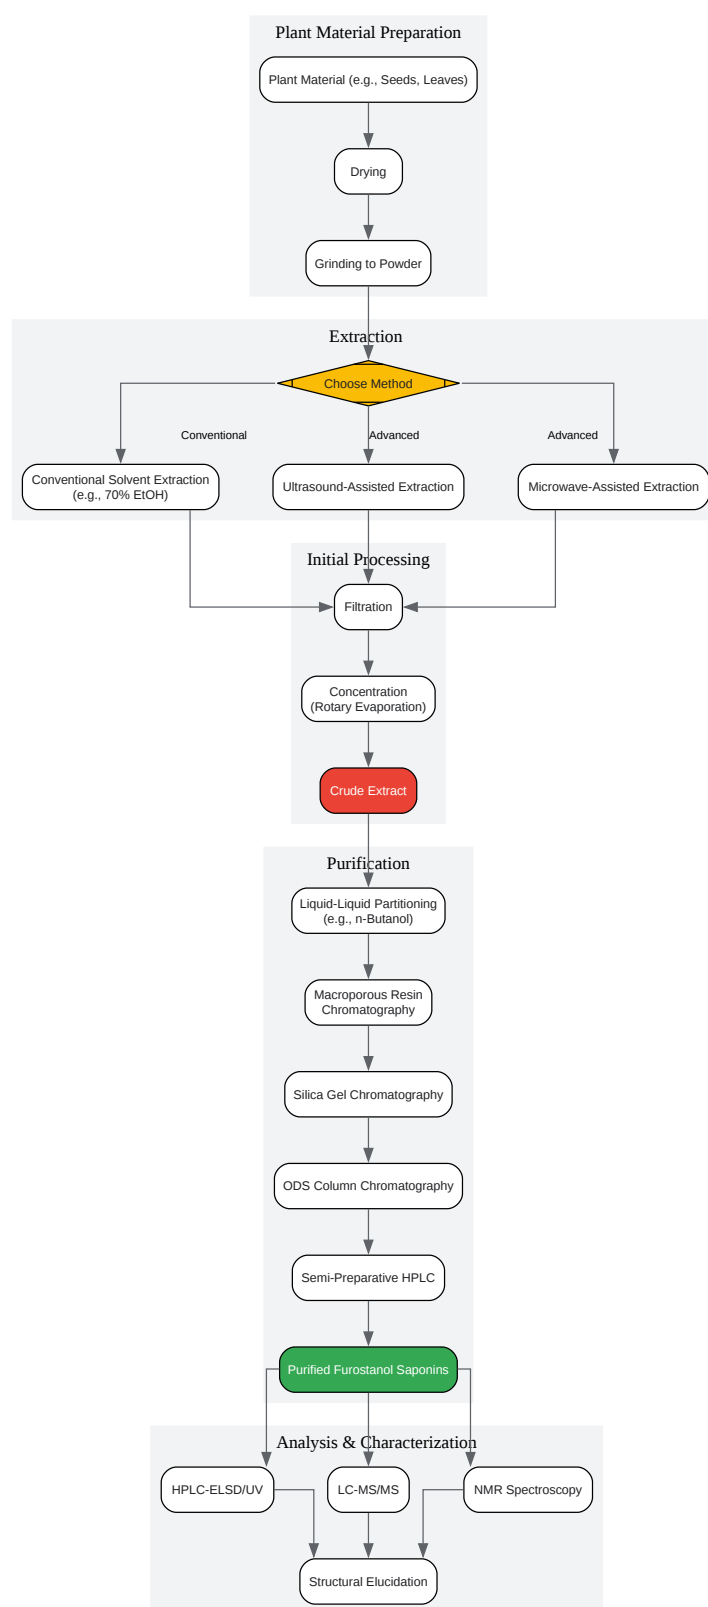 Plant Material Preparation
Plant Material (e.g., Seeds, Leaves)
Drying
Grinding to Powder
Extraction
Choose Method
Conventional
Advanced
Advanced
Conventional Solvent Extraction
(e.g., 70% EtOH)
Ultrasound-Assisted Extraction
Microwave-Assisted Extraction
Initial Processing
Filtration
Concentration
(Rotary Evaporation)
Crude Extract
Purification
Liquid-Liquid Partitioning
(e.g., n-Butanol)
Macroporous Resin
Chromatography
Silica Gel Chromatography
ODS Column Chromatography
Semi-Preparative HPLC
Purified Furostanol Saponins
Analysis & Characterization
HPLC-ELSD/UV
LC-MS/MS
NMR Spectroscopy
Structural Elucidation